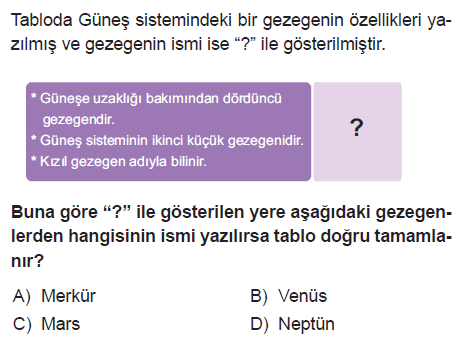 Tabloda Güneş sistemindeki bir gezegenin özellikleri ya-
zılmış ve gezegenin ismi ise “?” ile gösterilmiştir.
* Güneşe uzaklığı bakımından dördüncü
gezegendir.
* Güneş sisteminin ikinci küçük gezegenidir.
* Kızıl gezegen adıyla bilinir.
?
Buna göre “?” ile gösterilen yere aşağıdaki gezegen-
lerden hangisinin ismi yazılırsa tablo doğru tamamla-
nır?
A) Merkür
B) Venüs
C) Mars
D) Neptün